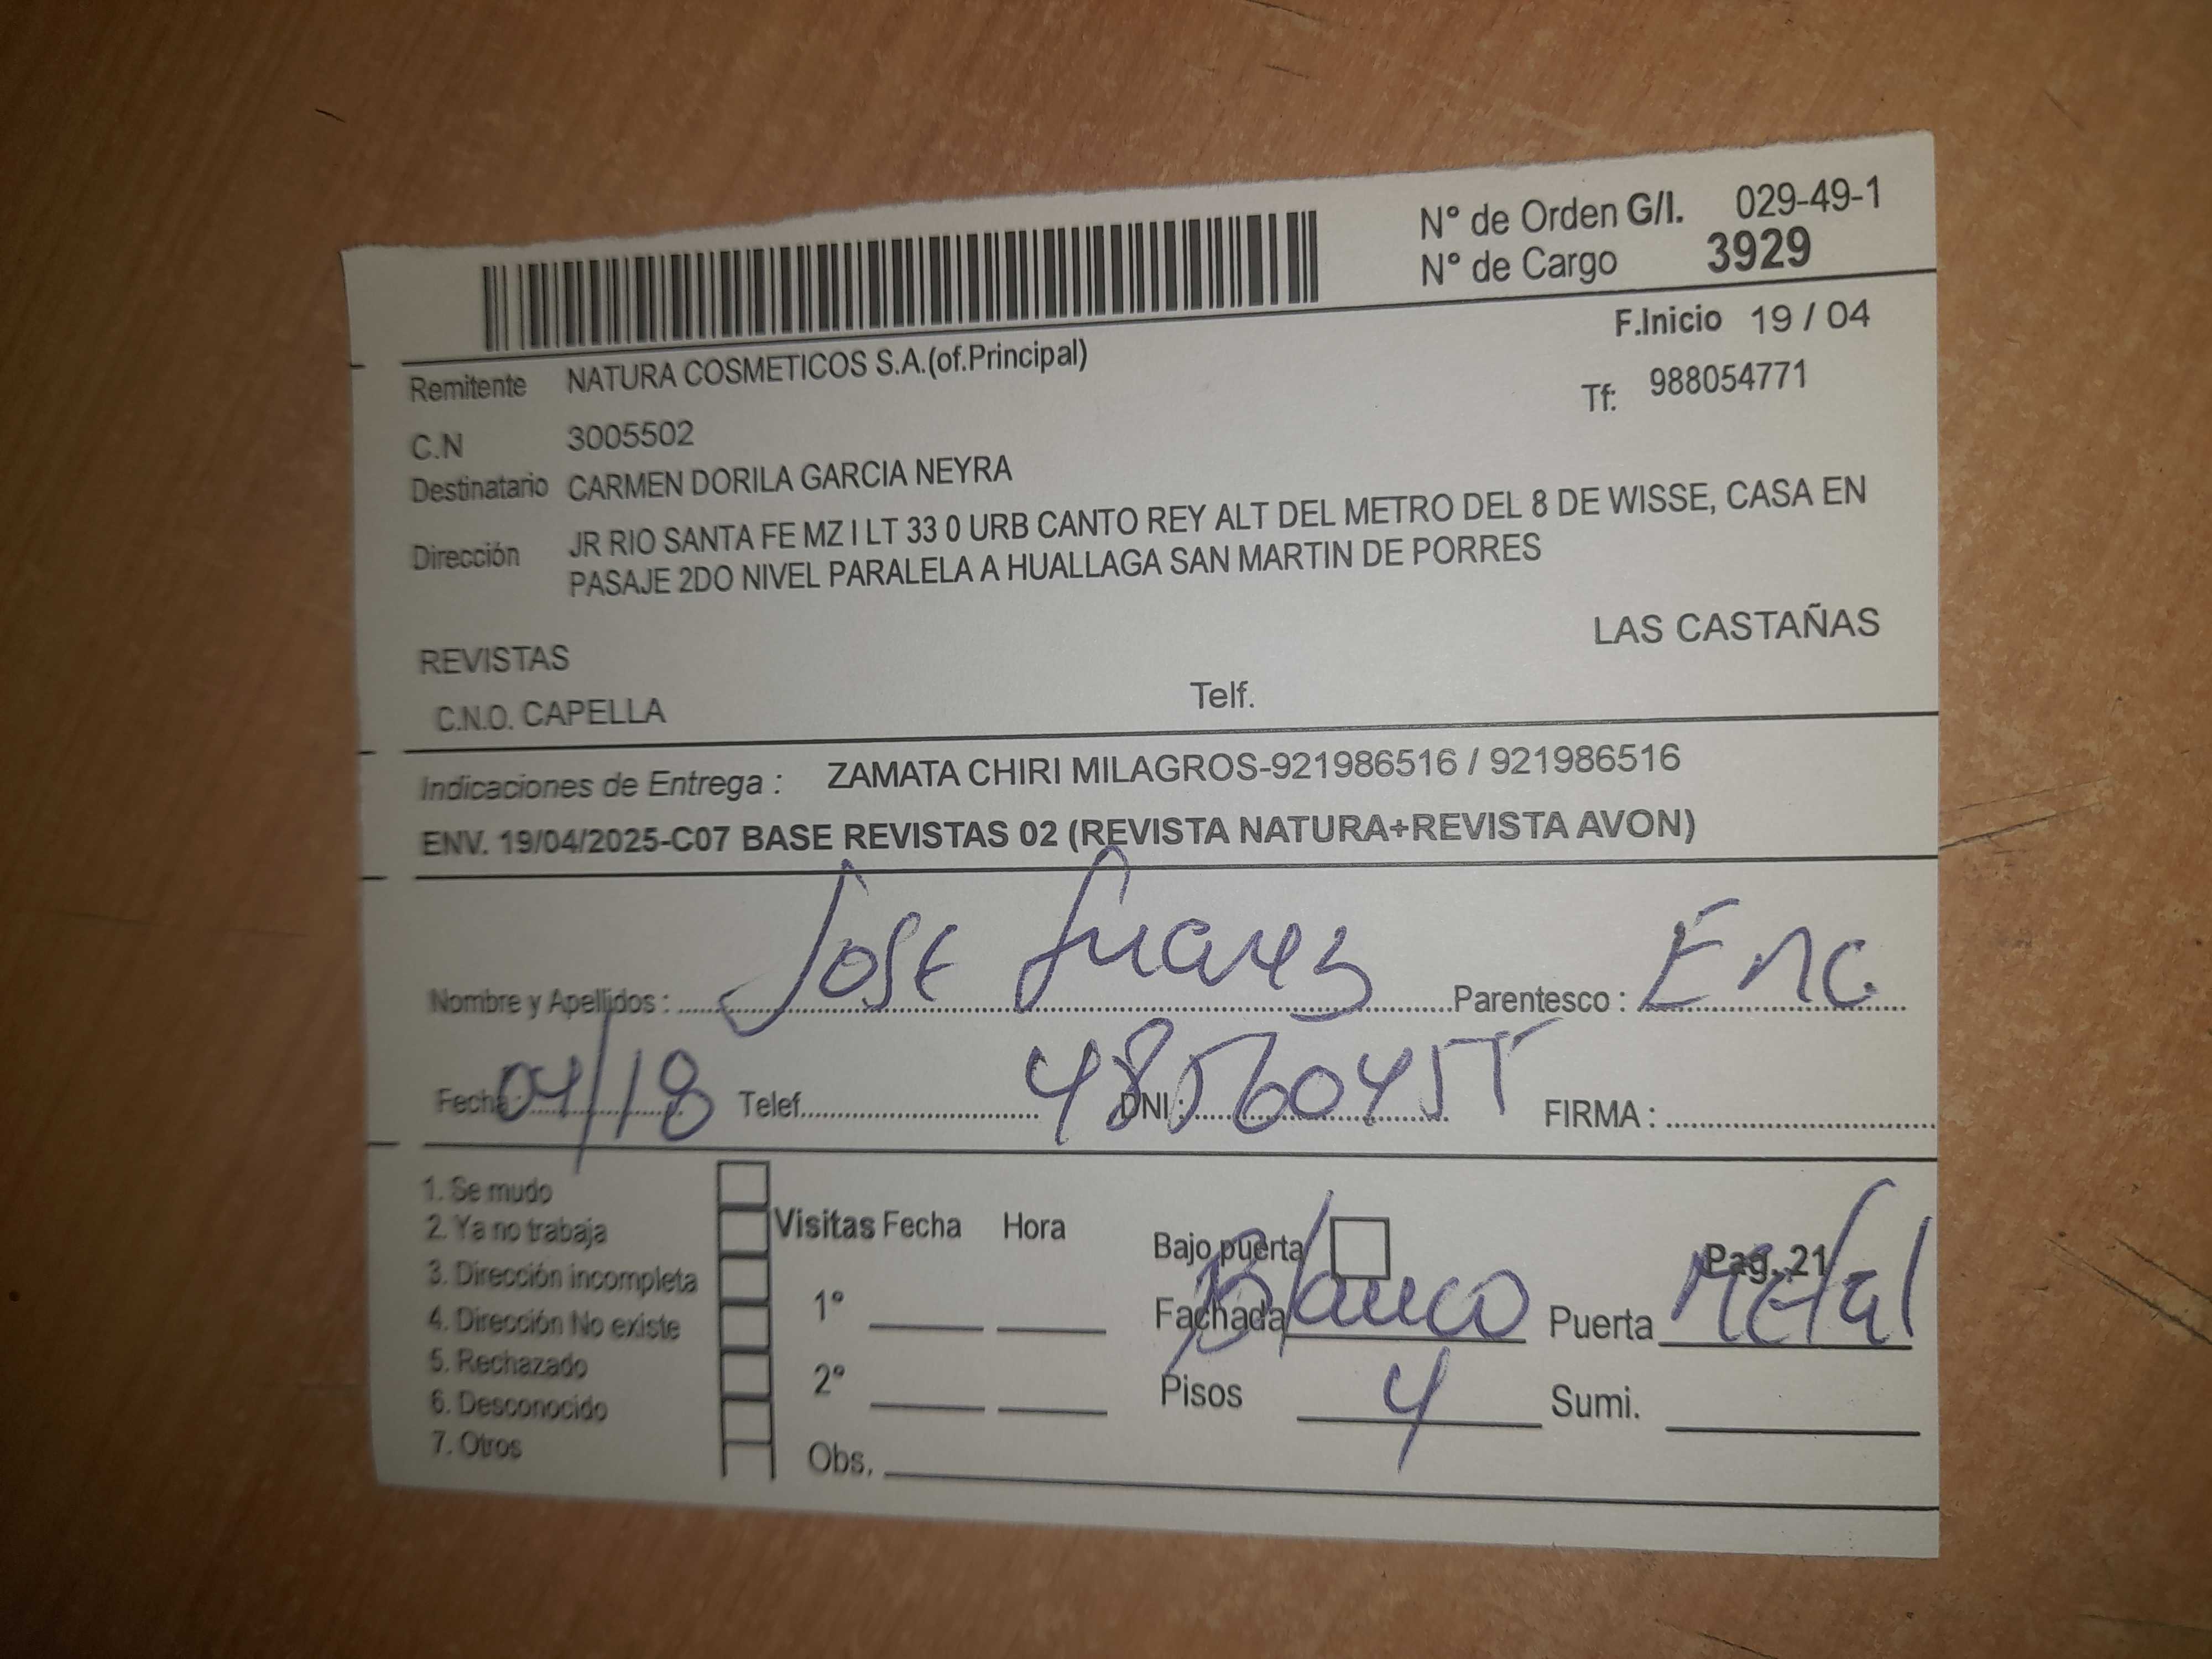 N° de Orden G/I. 029-49-1
N° de Cargo 3929
F.Inicio 19 / 04
Remitente NATURA COSMETICOS S.A.(of.Principal)
Tf: 988054771
C.N 3005502
Destinatario CARMEN DORILA GARCIA NEYRA
Dirección JR RIO SANTA FE MZ I LT 33 0 URB CANTO REY ALT DEL METRO DEL 8 DE WISSE, CASA EN
PASAJE 2DO NIVEL PARALELA A HUALLAGA SAN MARTIN DE PORRES
LAS CASTAÑAS
REVISTAS
C.N.O. CAPELLA Telf.
Indicaciones de Entrega : ZAMATA CHIRI MILAGROS-921986516 / 921986516
ENV. 19/04/2025-C07 BASE REVISTAS 02 (REVISTA NATURA+REVISTA AVON)
Nombre y Apellidos : Jose Juarez Parentesco : Enc.
Fecha: 04/18 Telef. DNI : FIRMA :
1. Se mudo
2. Ya no trabaja
3. Dirección incompleta
4. Dirección No existe
5. Rechazado
6. Desconocido
7. Otros
Visitas Fecha Hora
1°
2°
Obs.
Bajo puerta Pag. 21
Fachada Blanco Puerta Metal
Pisos 4 Sumi.